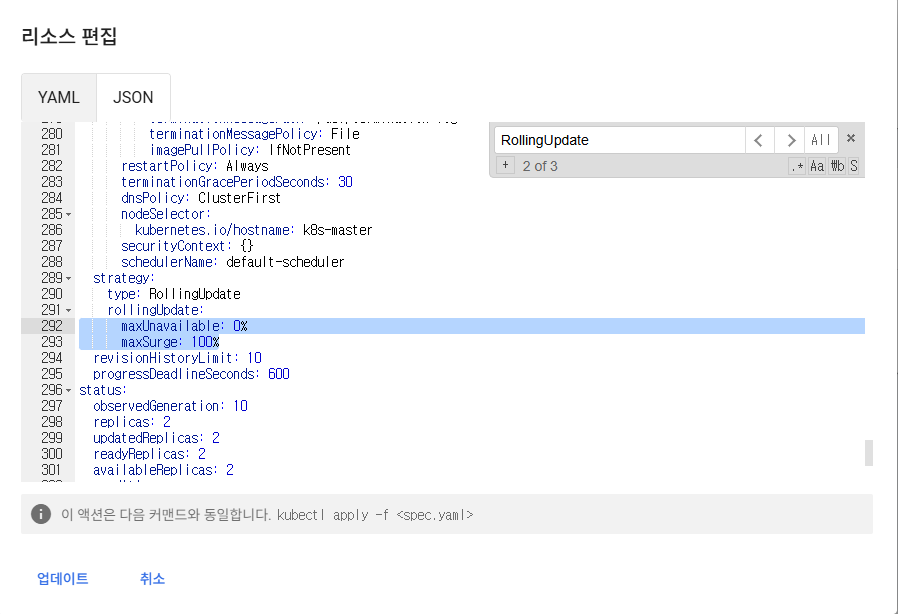 리소스 편집
YAML JSON
280 terminationMessagePolicy: File
281 imagePullPolicy: IfNotPresent
282 restartPolicy: Always
283 terminationGracePeriodSeconds: 30
284 dnsPolicy: ClusterFirst
285 nodeSelector:
286 kubernetes.io/hostname: k8s-master
287 securityContext: {}
288 schedulerName: default-scheduler
289 strategy:
290 type: RollingUpdate
291 rollingUpdate:
292 maxUnavailable: 0%
293 maxSurge: 100%
294 revisionHistoryLimit: 10
295 progressDeadlineSeconds: 600
296 status:
297 observedGeneration: 10
298 replicas: 2
299 updatedReplicas: 2
300 readyReplicas: 2
301 availableReplicas: 2
RollingUpdate < > All ×
+ 2 of 3 .* Aa \b S
이 액션은 다음 커맨드와 동일합니다. kubectl apply -f <spec.yaml>
업데이트 취소